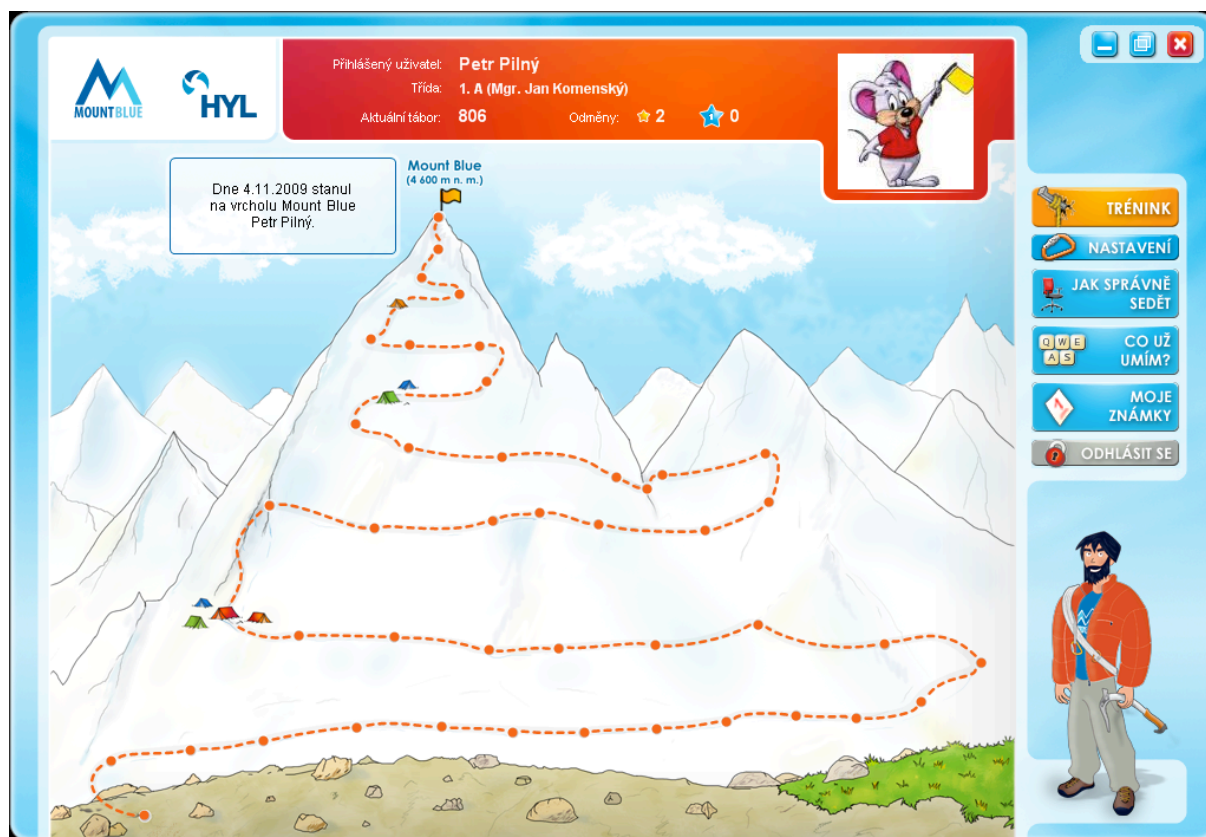 MOUNTBLUE
HYL
Přihlášený uživatel: Petr Pilný
Třída: 1. A (Mgr. Jan Komenský)
Aktuální tábor: 806 Odměny: 2 1 0
Dne 4.11.2009 stanul
na vrcholu Mount Blue
Petr Pilný.
Mount Blue
(4 600 m n. m.)
TRÉNINK
NASTAVENÍ
JAK SPRÁVNĚ
SEDĚT
Q W E
A S
CO UŽ
UMÍM?
1
MOJE
ZNÁMKY
ODHLÁSIT SE